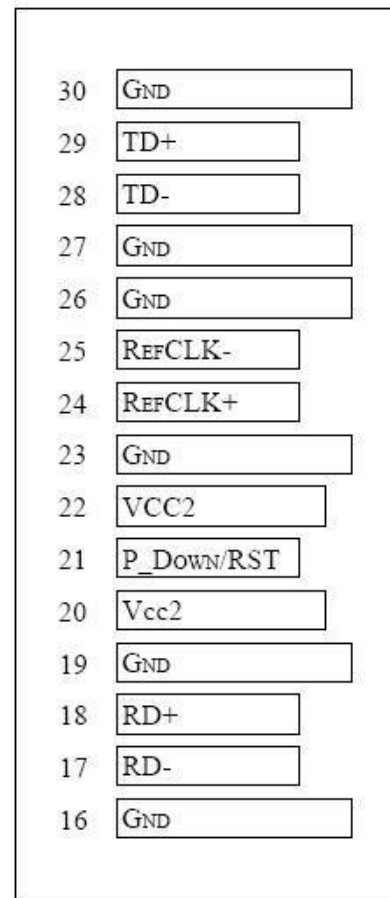 30 GND
29 TD+
28 TD-
27 GND
26 GND
25 REFCLK-
24 REFCLK+
23 GND
22 VCC2
21 P_DOWN/RST
20 Vcc2
19 GND
18 RD+
17 RD-
16 GND